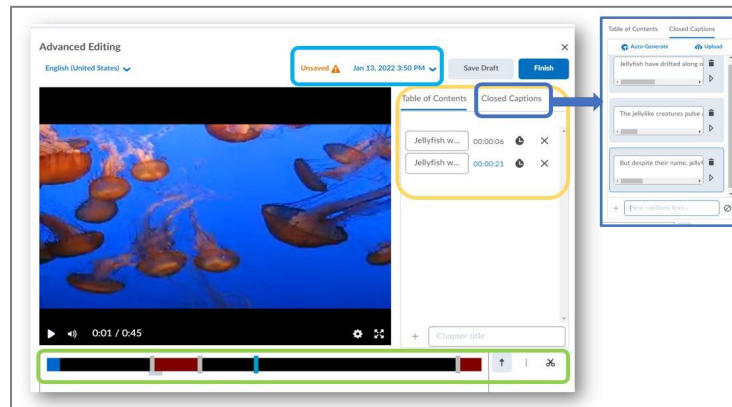 Advanced Editing
English (United States)
Unsaved
Jan 13, 2022 3:50 PM
Save Draft
Finish
Table of Contents
Closed Captions
Jellyfish w...
00:00:06
Jellyfish w...
00:00:21
0:01 / 0:45
Chapter title
Table of Contents
Closed Captions
Auto-Generate
Upload
Jellyfish have drifted along o
The jellylike creatures pulse
But despite their name, jellyf
New captions text...